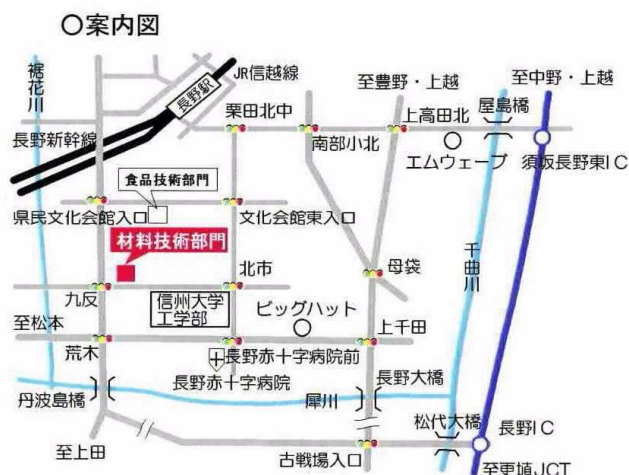 〇案内図
裾花川
JR信越線
長野駅
至豊野・上越
至中野・上越
栗田北中
上高田北
屋島橋
長野新幹線
南部小北
エムウェーブ
須坂長野東IC
食品技術部門
県民文化会館入口
文化会館東入口
材料技術部門
千曲川
北市
母袋
九反
信州大学
工学部
ビッグハット
至松本
上千田
荒木
長野赤十字病院前
長野赤十字病院
長野大橋
丹波島橋
犀川
松代大橋
長野IC
至上田
古戦場入口
至更埴JCT